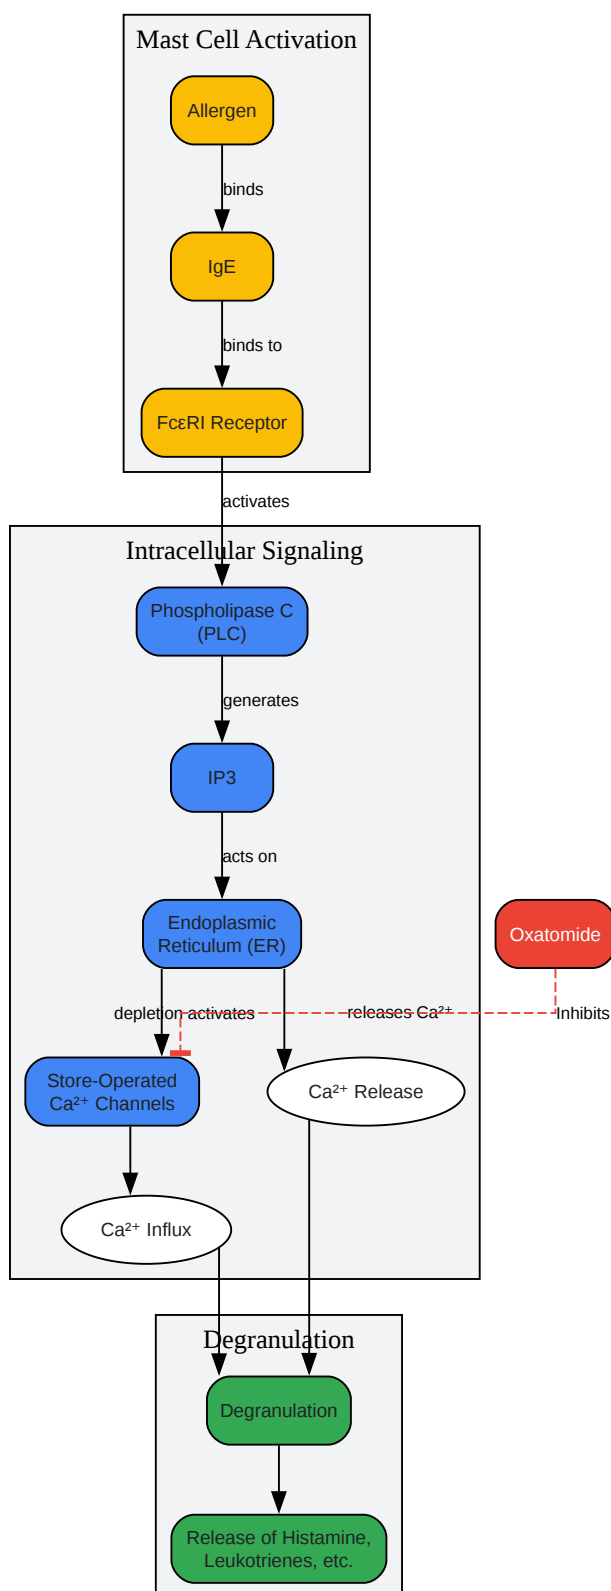 Mast Cell Activation
Allergen
binds
IgE
binds to
FcεRI Receptor
activates
Intracellular Signaling
Phospholipase C
(PLC)
generates
IP3
acts on
Endoplasmic
Reticulum (ER)
Oxatomide
depletion activates
releases Ca²⁺
Inhibits
Store-Operated
Ca²⁺ Channels
Ca²⁺ Release
Ca²⁺ Influx
Degranulation
Degranulation
Release of Histamine,
Leukotrienes, etc.